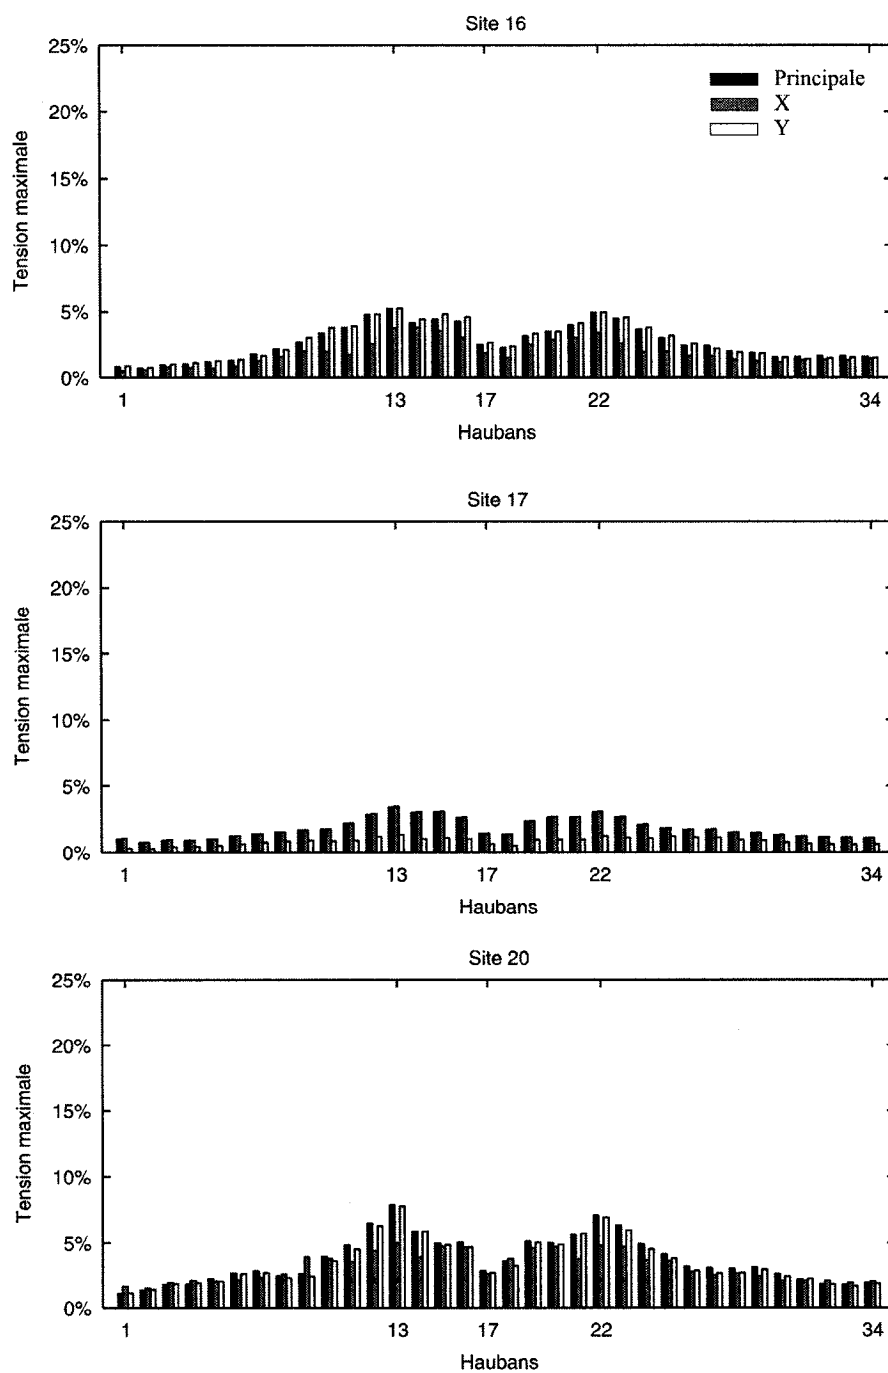 Site 16
25%
20%
15%
10%
5%
0%
Tension maximale
Principale
X
Y
1 13 17 22 34
Haubans
Site 17
25%
20%
15%
10%
5%
0%
Tension maximale
1 13 17 22 34
Haubans
Site 20
25%
20%
15%
10%
5%
0%
Tension maximale
1 13 17 22 34
Haubans